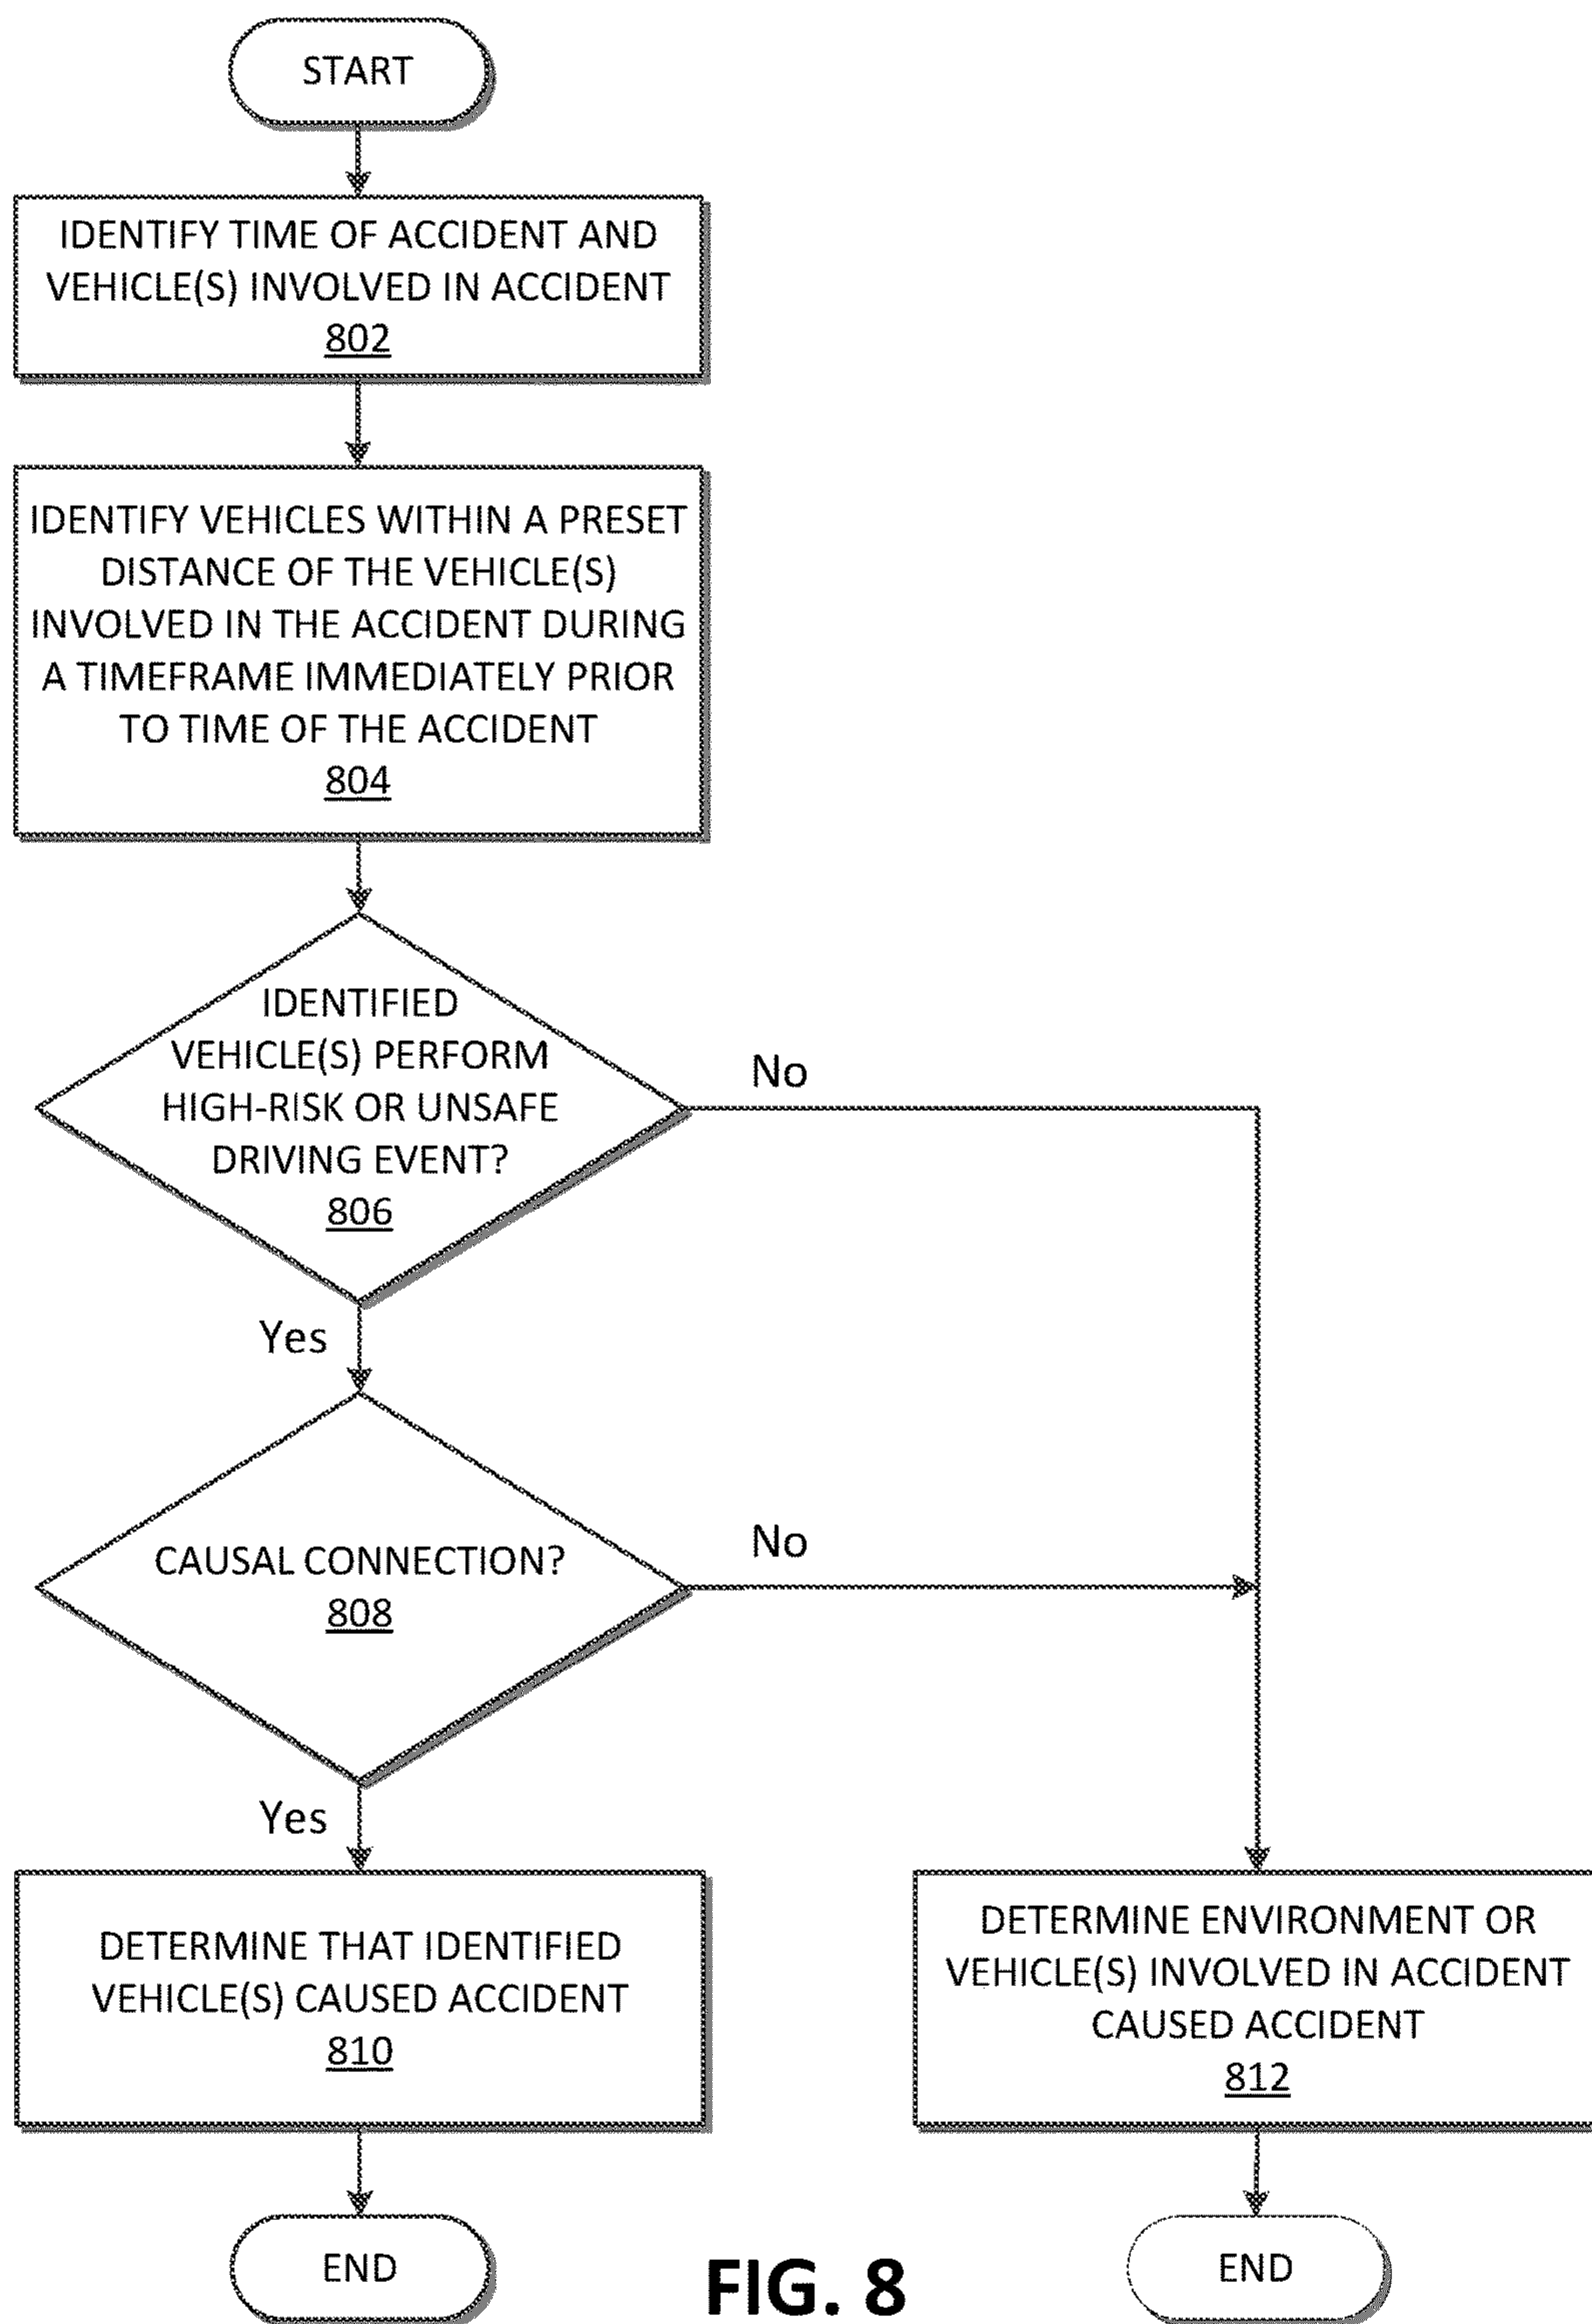 START
IDENTIFY TIME OF ACCIDENT AND
VEHICLE(S) INVOLVED IN ACCIDENT
802
IDENTIFY VEHICLES WITHIN A PRESET
DISTANCE OF THE VEHICLE(S)
INVOLVED IN THE ACCIDENT DURING
A TIMEFRAME IMMEDIATELY PRIOR
TO TIME OF THE ACCIDENT
804
IDENTIFIED
VEHICLE(S) PERFORM
HIGH-RISK OR UNSAFE
DRIVING EVENT?
806
No
Yes
CAUSAL CONNECTION?
808
No
Yes
DETERMINE THAT IDENTIFIED
VEHICLE(S) CAUSED ACCIDENT
810
DETERMINE ENVIRONMENT OR
VEHICLE(S) INVOLVED IN ACCIDENT
CAUSED ACCIDENT
812
END
END
FIG. 8